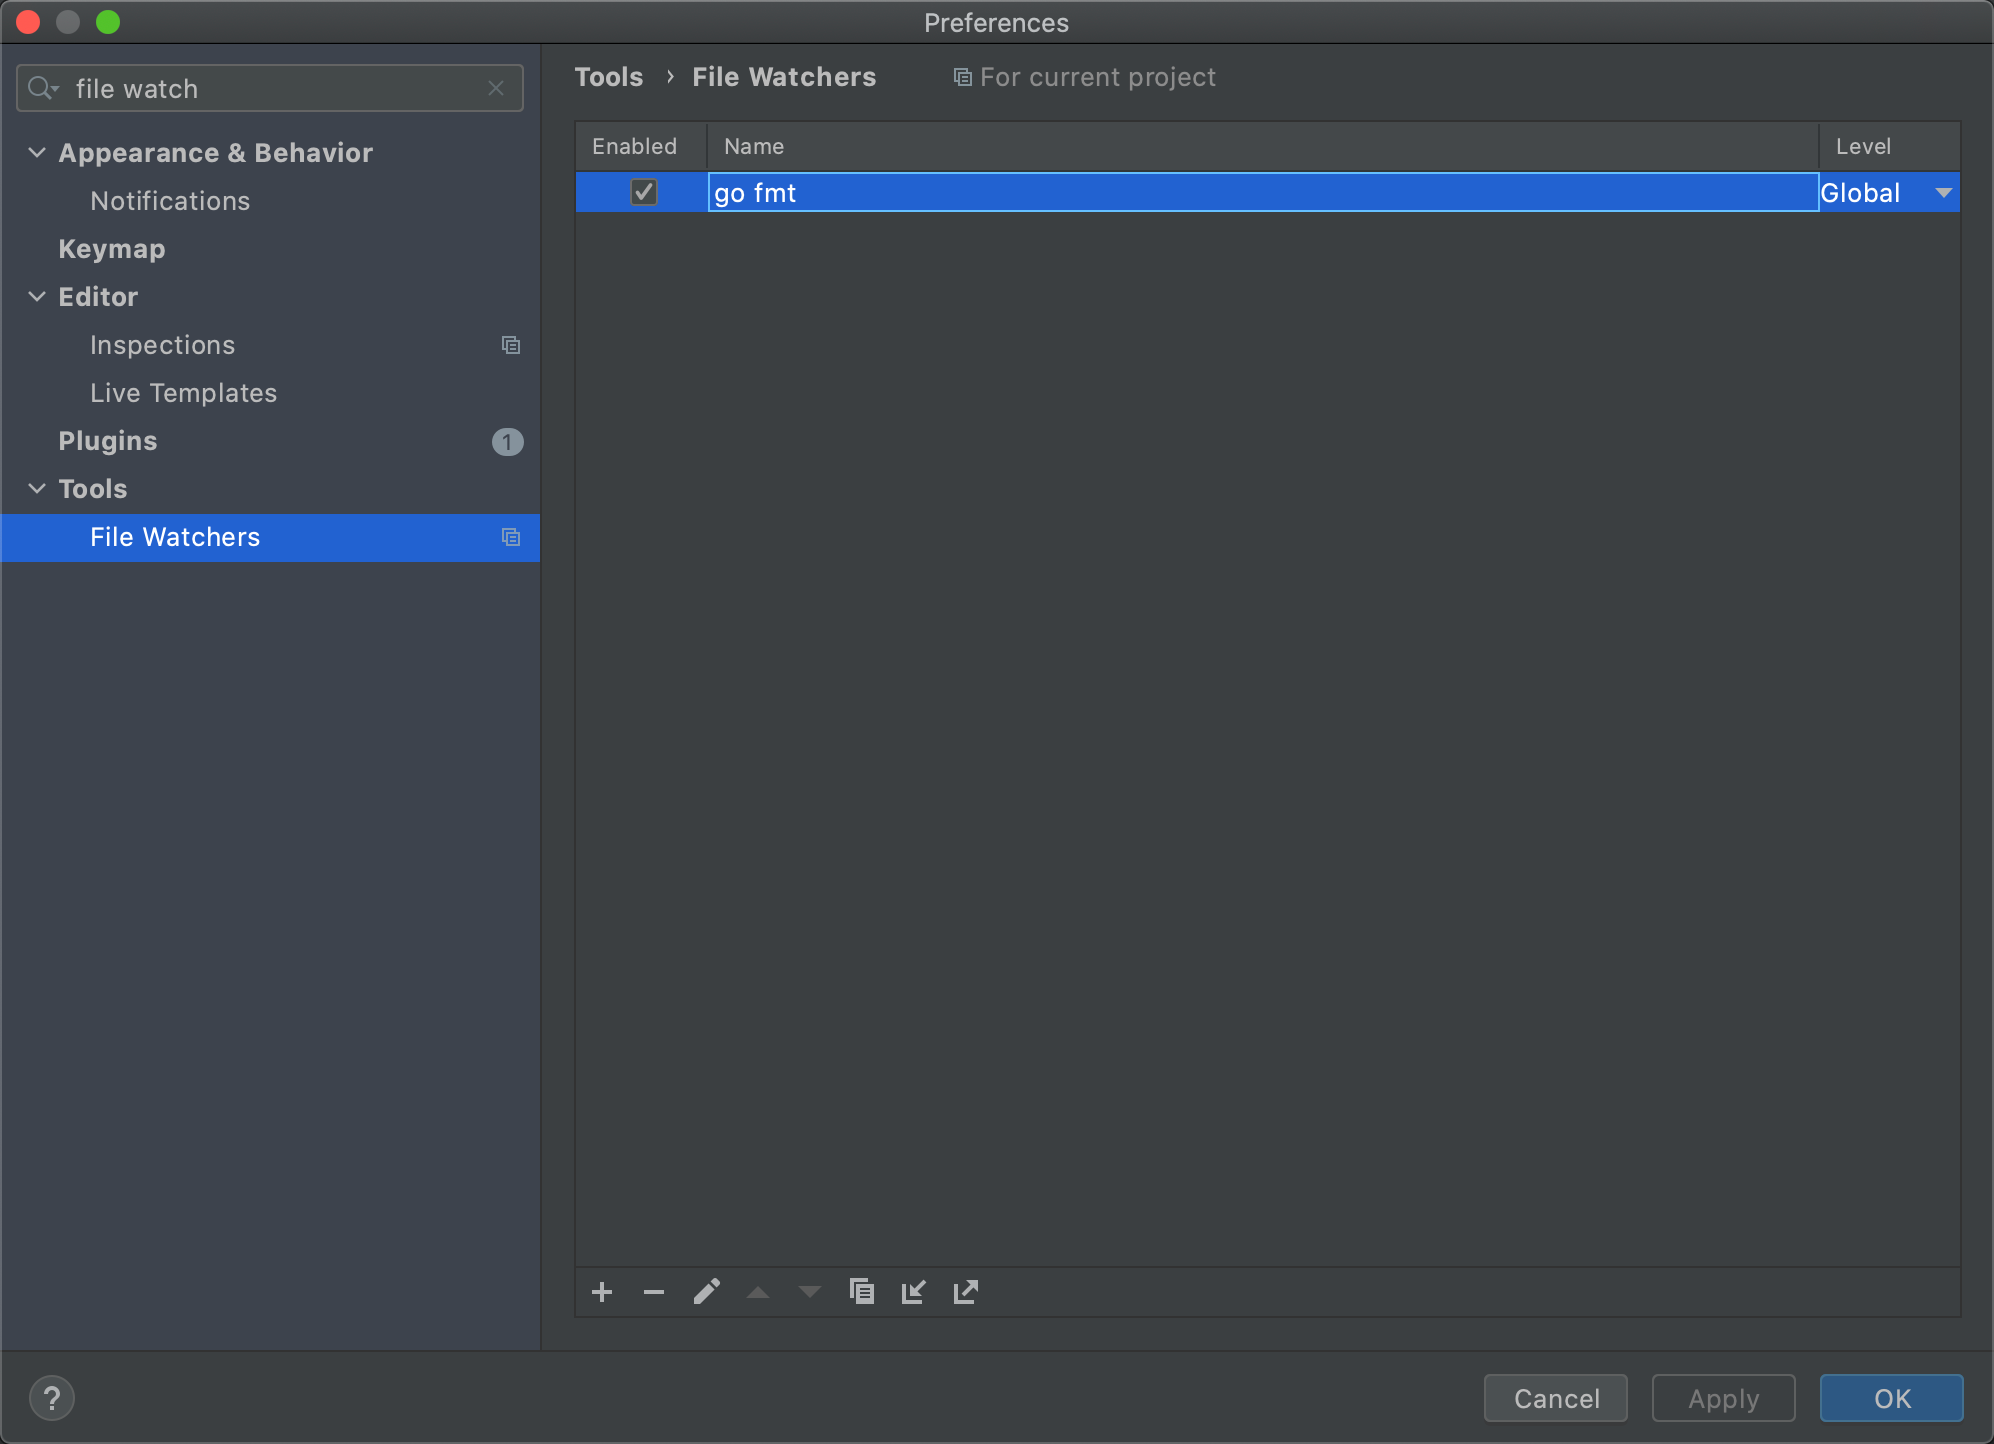 Preferences
file watch
Appearance & Behavior
Notifications
Keymap
Editor
Inspections
Live Templates
Plugins 1
Tools
File Watchers
Tools › File Watchers For current project
Enabled Name Level
go fmt Global
?
Cancel Apply OK